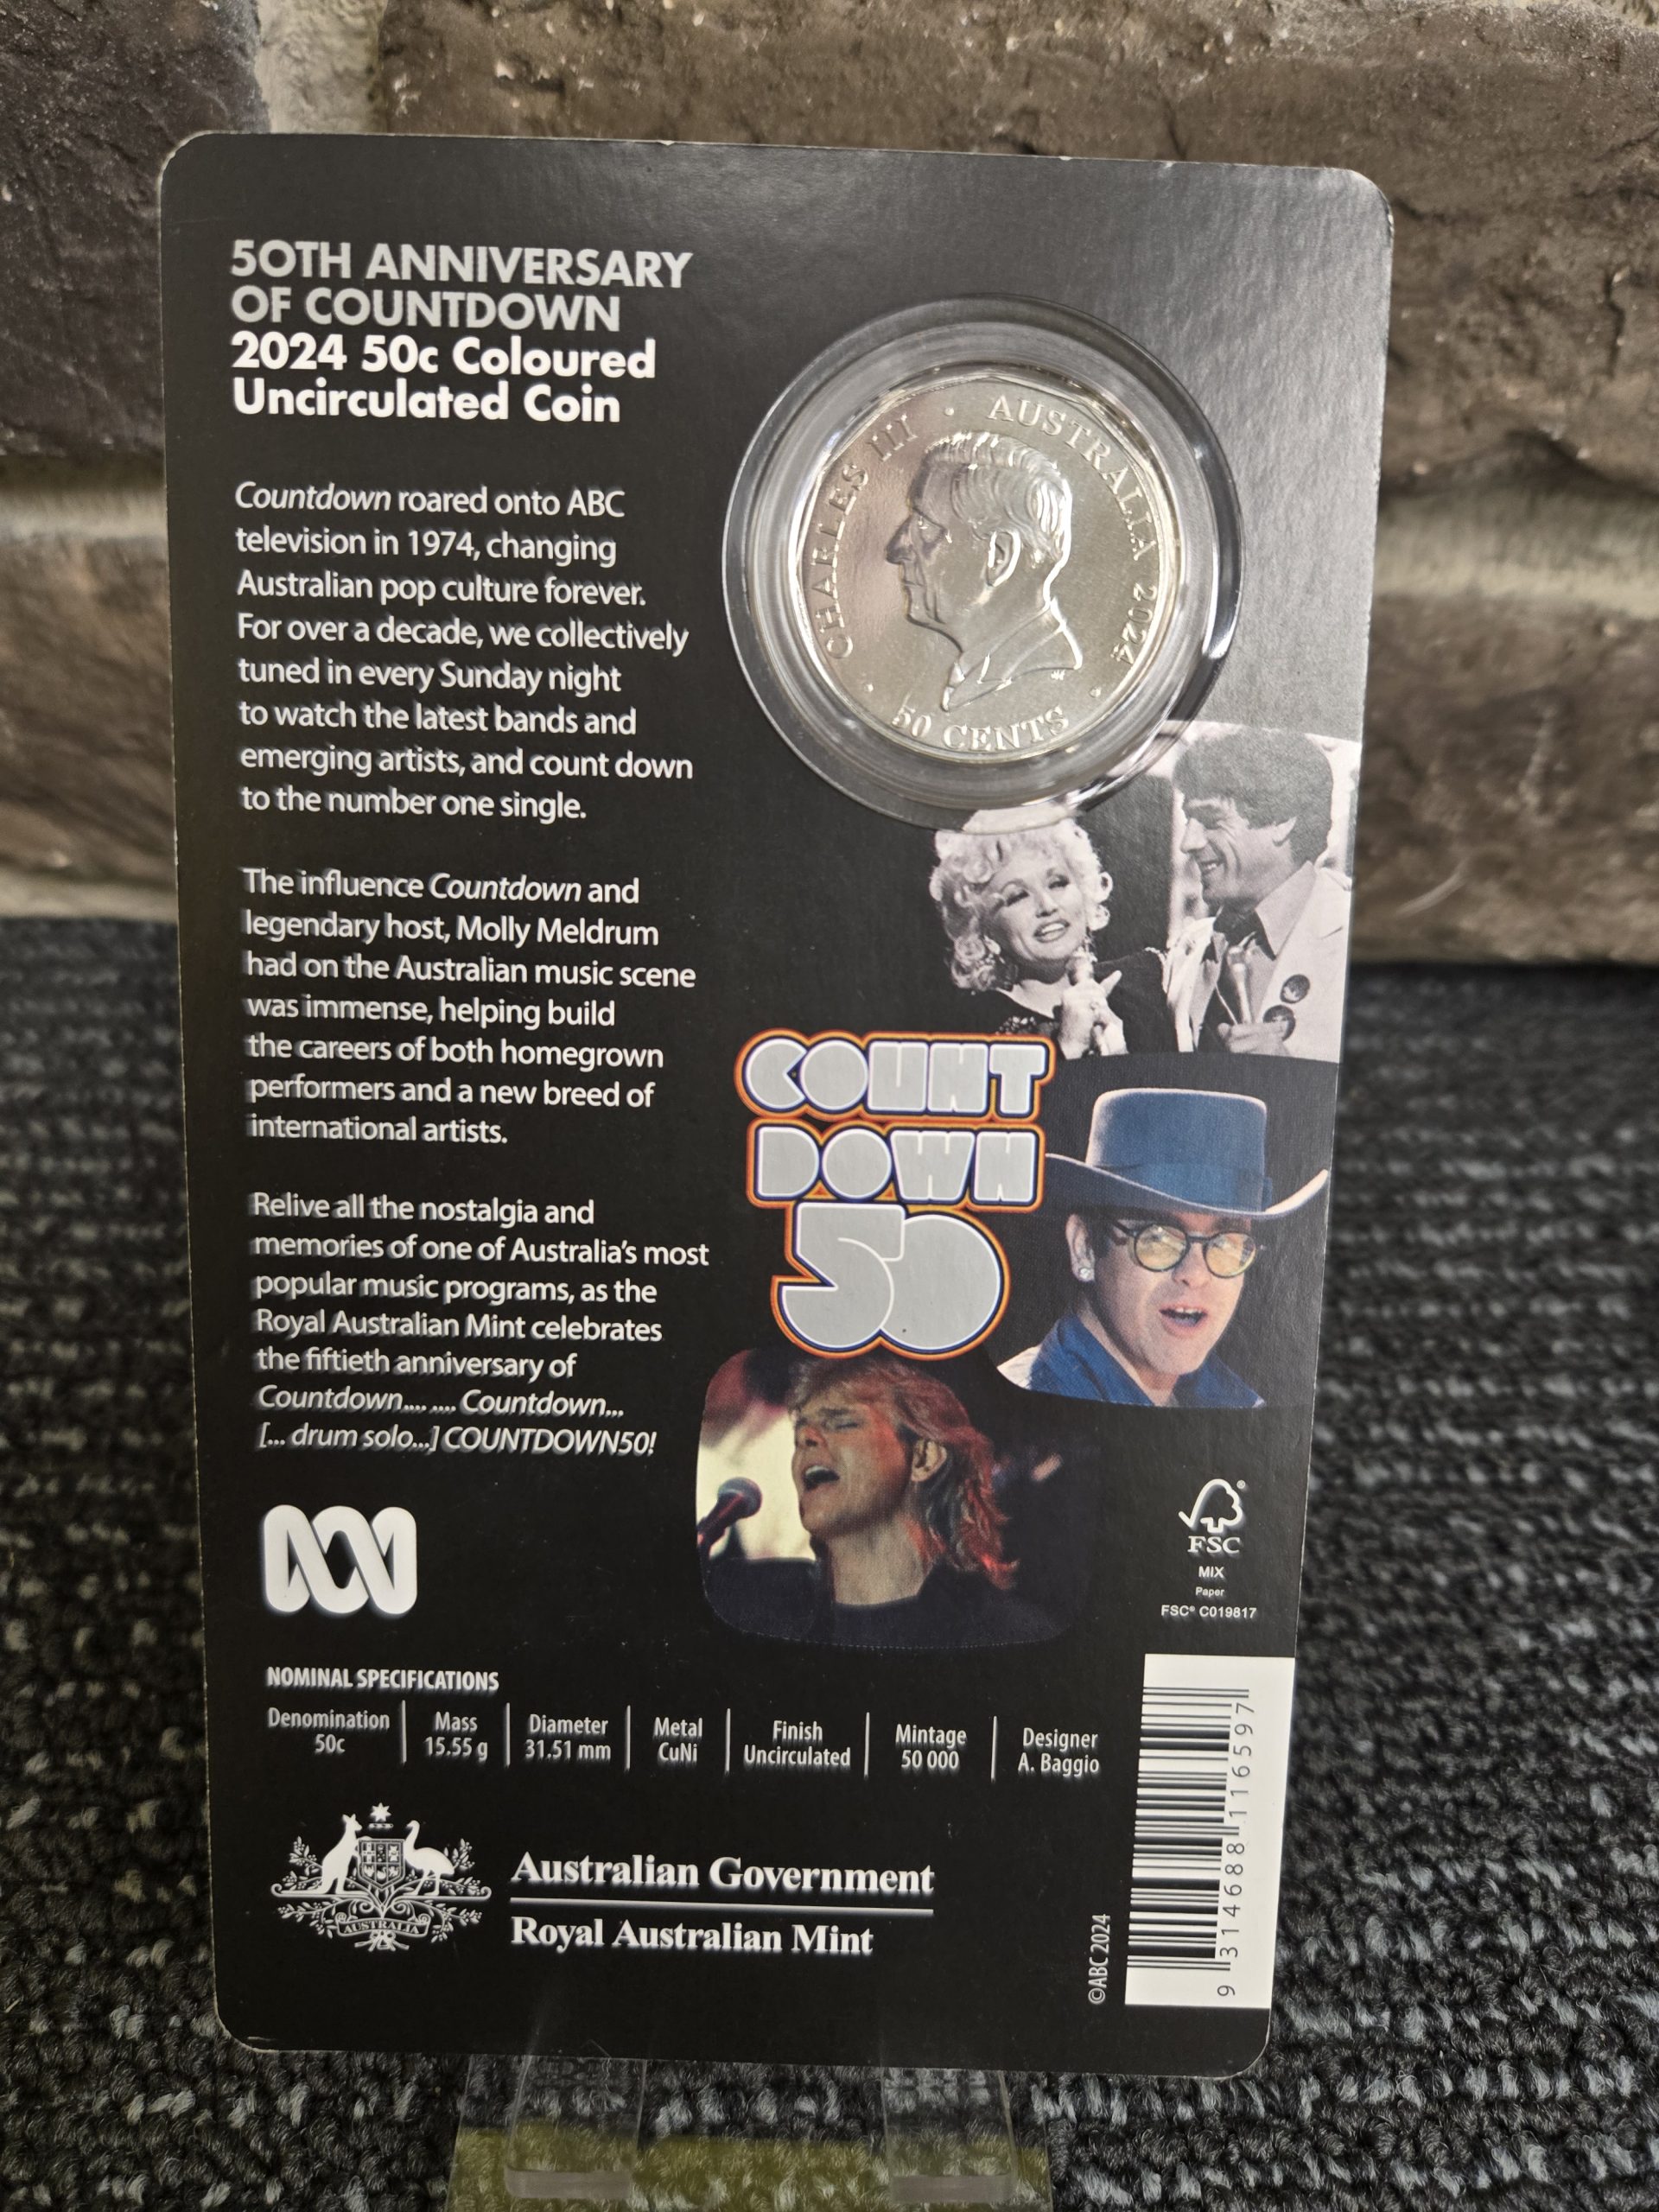 50TH ANNIVERSARY
OF COUNTDOWN
2024 50c Coloured
Uncirculated Coin
Countdown roared onto ABC
television in 1974, changing
Australian pop culture forever.
For over a decade, we collectively
tuned in every Sunday night
to watch the latest bands and
emerging artists, and count down
to the number one single.
The influence Countdown and
legendary host, Molly Meldrum
had on the Australian music scene
was immense, helping build
the careers of both homegrown
performers and a new breed of
international artists.
Relive all the nostalgia and
memories of one of Australia's most
popular music programs, as the
Royal Australian Mint celebrates
the fiftieth anniversary of
Countdown.... .... Countdown...
[... drum solo...] COUNTDOWN50!
CHARLES III · AUSTRALIA 2024
50 CENTS
COUNT
DOWN
50
FSC®
MIX
Paper
FSC® C019817
NOMINAL SPECIFICATIONS
Denomination Mass Diameter Metal Finish Mintage Designer
50c 15.55 g 31.51 mm CuNi Uncirculated 50 000 A. Baggio
AUSTRALIA
Australian Government
Royal Australian Mint
©ABC 2024
9 314688 116597